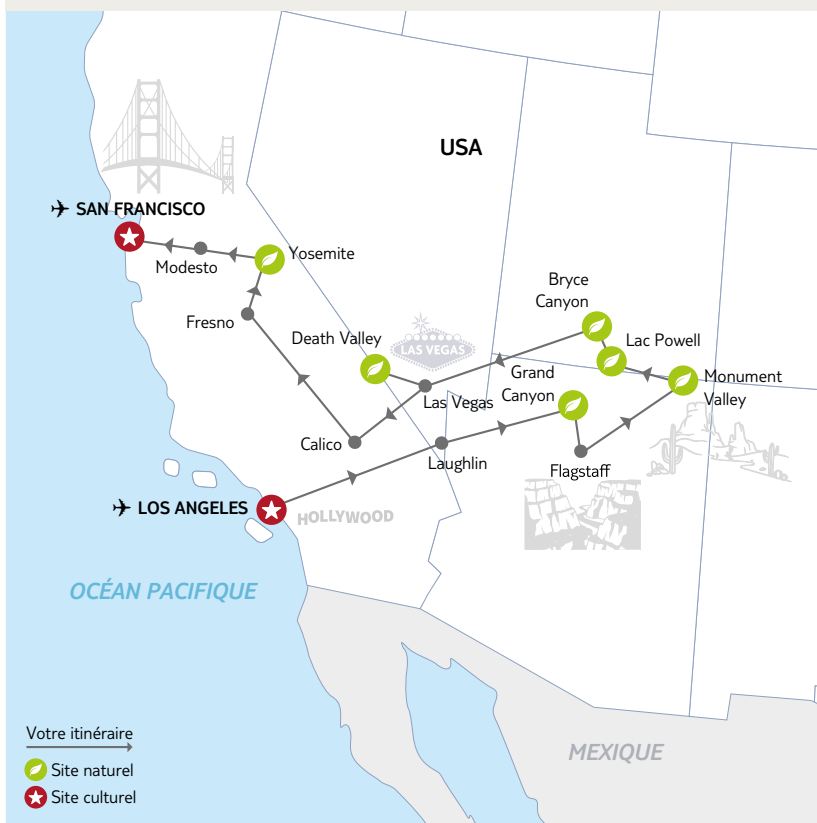 USA
SAN FRANCISCO
Modesto
Yosemite
Fresno
Bryce
Canyon
Death Valley
LAS VEGAS
Lac Powell
Grand
Canyon
Monument
Valley
Las Vegas
Calico
Laughlin
Flagstaff
LOS ANGELES
HOLLYWOOD
OCÉAN PACIFIQUE
MEXIQUE
Votre itinéraire
Site naturel
Site culturel